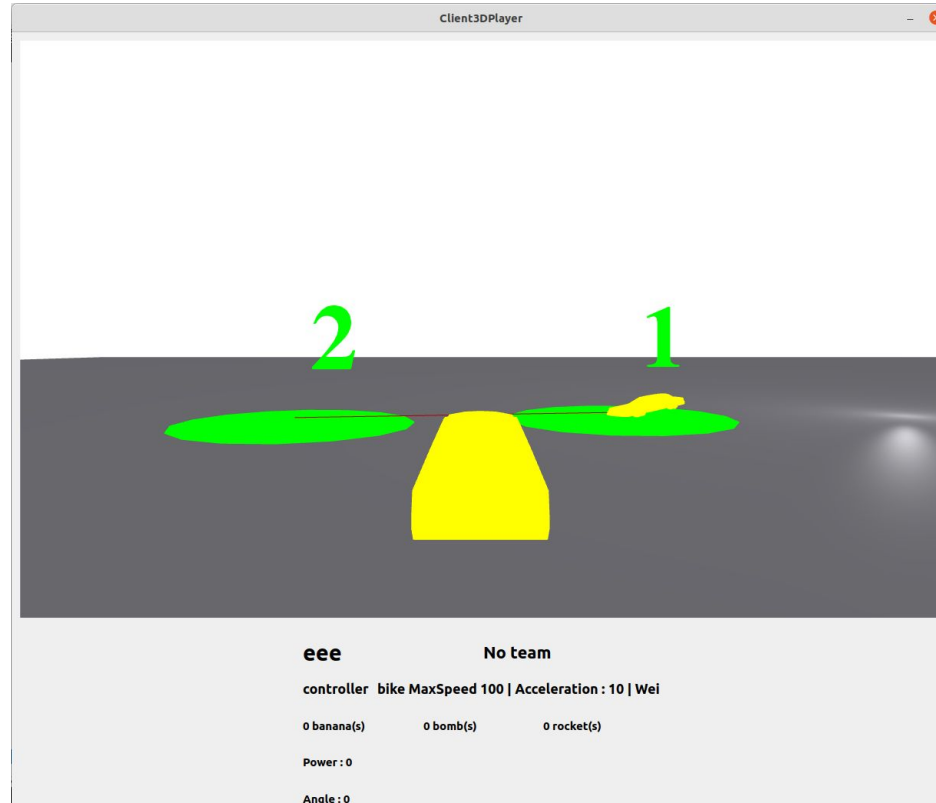 Client3DPlayer
2 1
eee No team
controller bike MaxSpeed 100 | Acceleration : 10 | Wei
0 banana(s) 0 bomb(s) 0 rocket(s)
Power : 0
Angle : 0